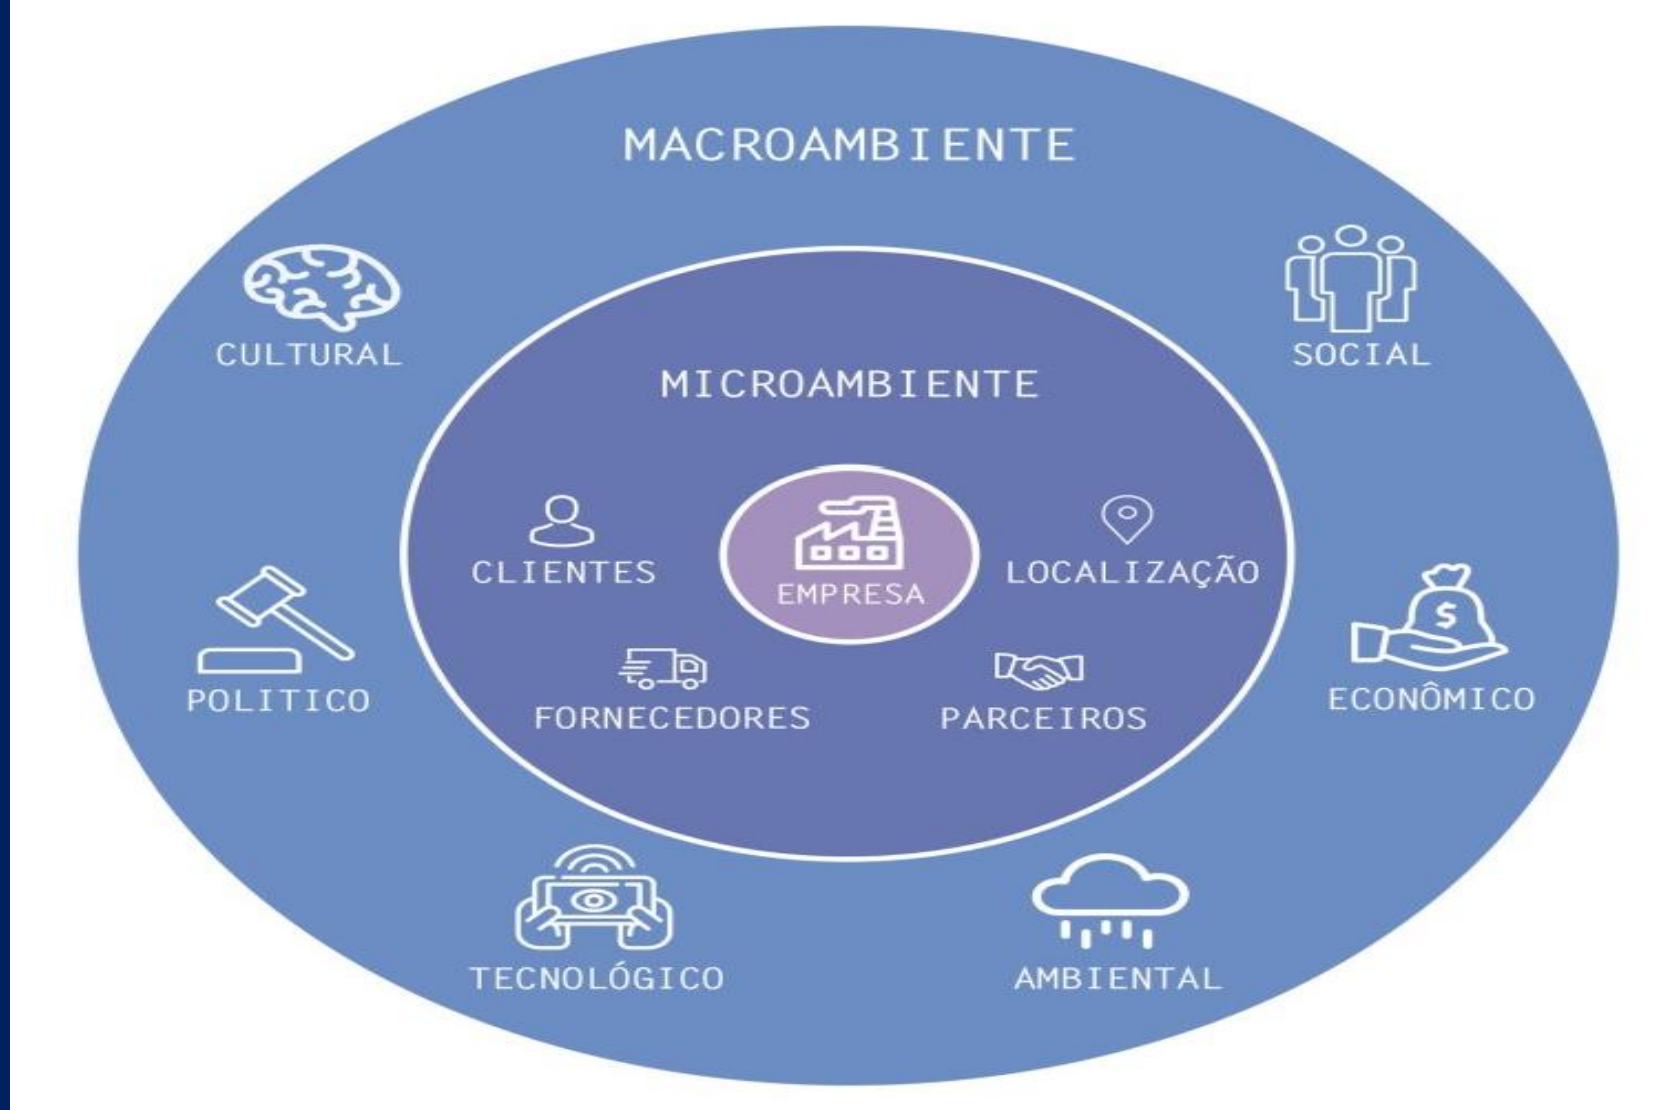 MACROAMBIENTE
CULTURAL
SOCIAL
MICROAMBIENTE
CLIENTES
EMPRESA
LOCALIZAÇÃO
FORNECEDORES
PARCEIROS
POLITICO
$
ECONÔMICO
TECNOLÓGICO
AMBIENTAL